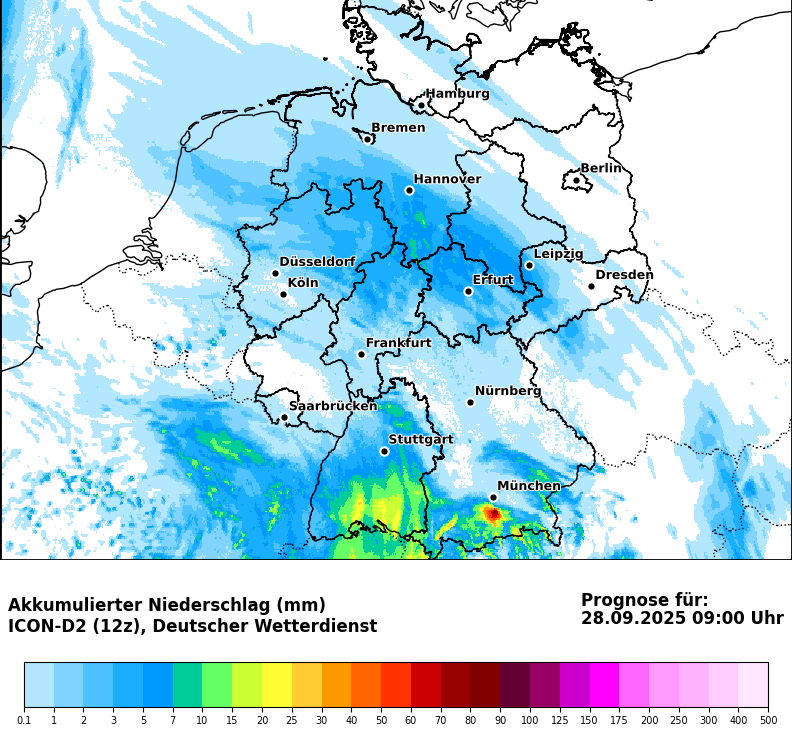 Hamburg
Bremen
Berlin
Hannover
Leipzig
Düsseldorf
Dresden
Erfurt
Köln
Frankfurt
Nürnberg
Saarbrücken
Stuttgart
München
Akkumulierter Niederschlag (mm)
ICON-D2 (12z), Deutscher Wetterdienst
Prognose für:
28.09.2025 09:00 Uhr
0.1 1 2 3 5 7 10 15 20 25 30 40 50 60 70 80 90 100 125 150 175 200 250 300 400 500